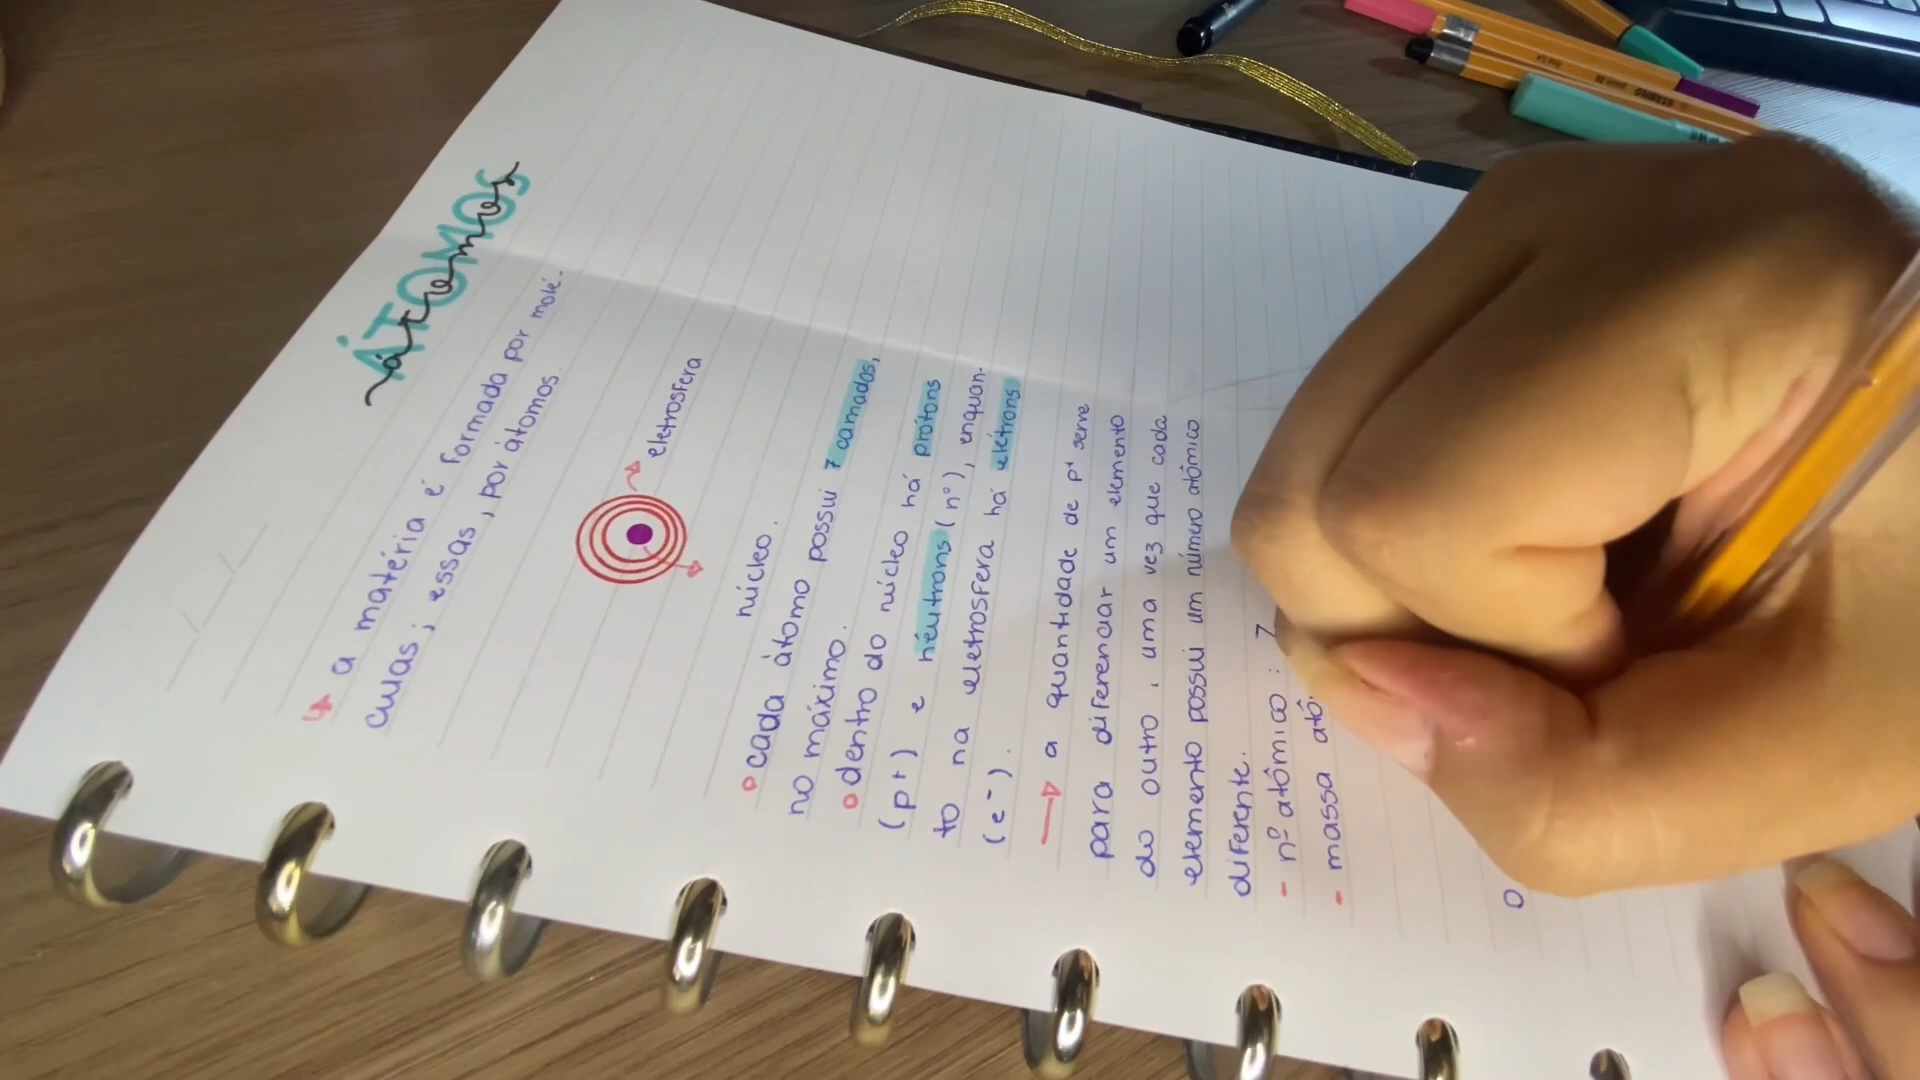 ÁTOMOS
átomos
a matéria é formada por molé-
culas; essas, por átomos.
eletrosfera
núcleo.
cada átomo possui 7 camadas,
no máximo.
dentro do núcleo há prótons
(p+) e nêutrons (n°), enquan-
to na eletrosfera há elétrons
(e-).
a quantidade de p+ serve
para diferenciar um elemento
do outro, uma vez que cada
elemento possui um número atômico
diferente.
- nº atômico: Z
- massa atô